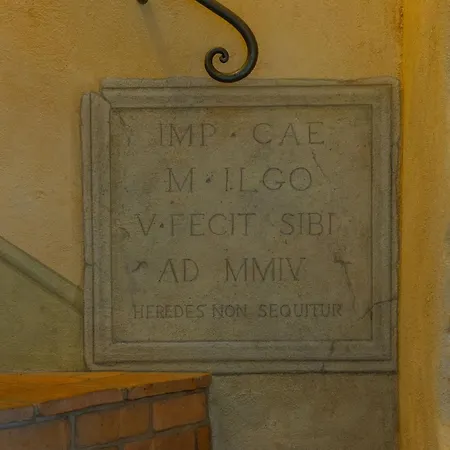 IMP · CAE
M · ILGO
V · FECIT SIBI
AD MMIV
HEREDES NON SEQUITUR